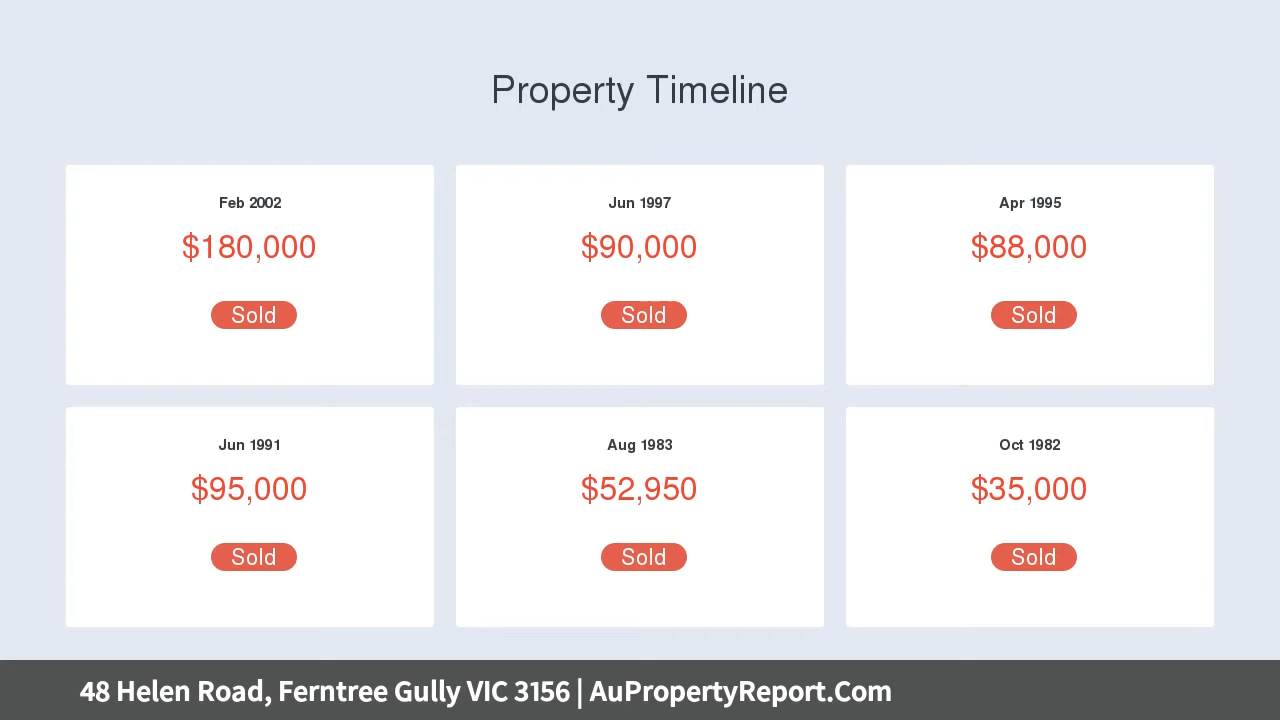 Property Timeline
Feb 2002
$180,000
Sold
Jun 1997
$90,000
Sold
Apr 1995
$88,000
Sold
Jun 1991
$95,000
Sold
Aug 1983
$52,950
Sold
Oct 1982
$35,000
Sold
48 Helen Road, Ferntree Gully VIC 3156 | AuPropertyReport.Com